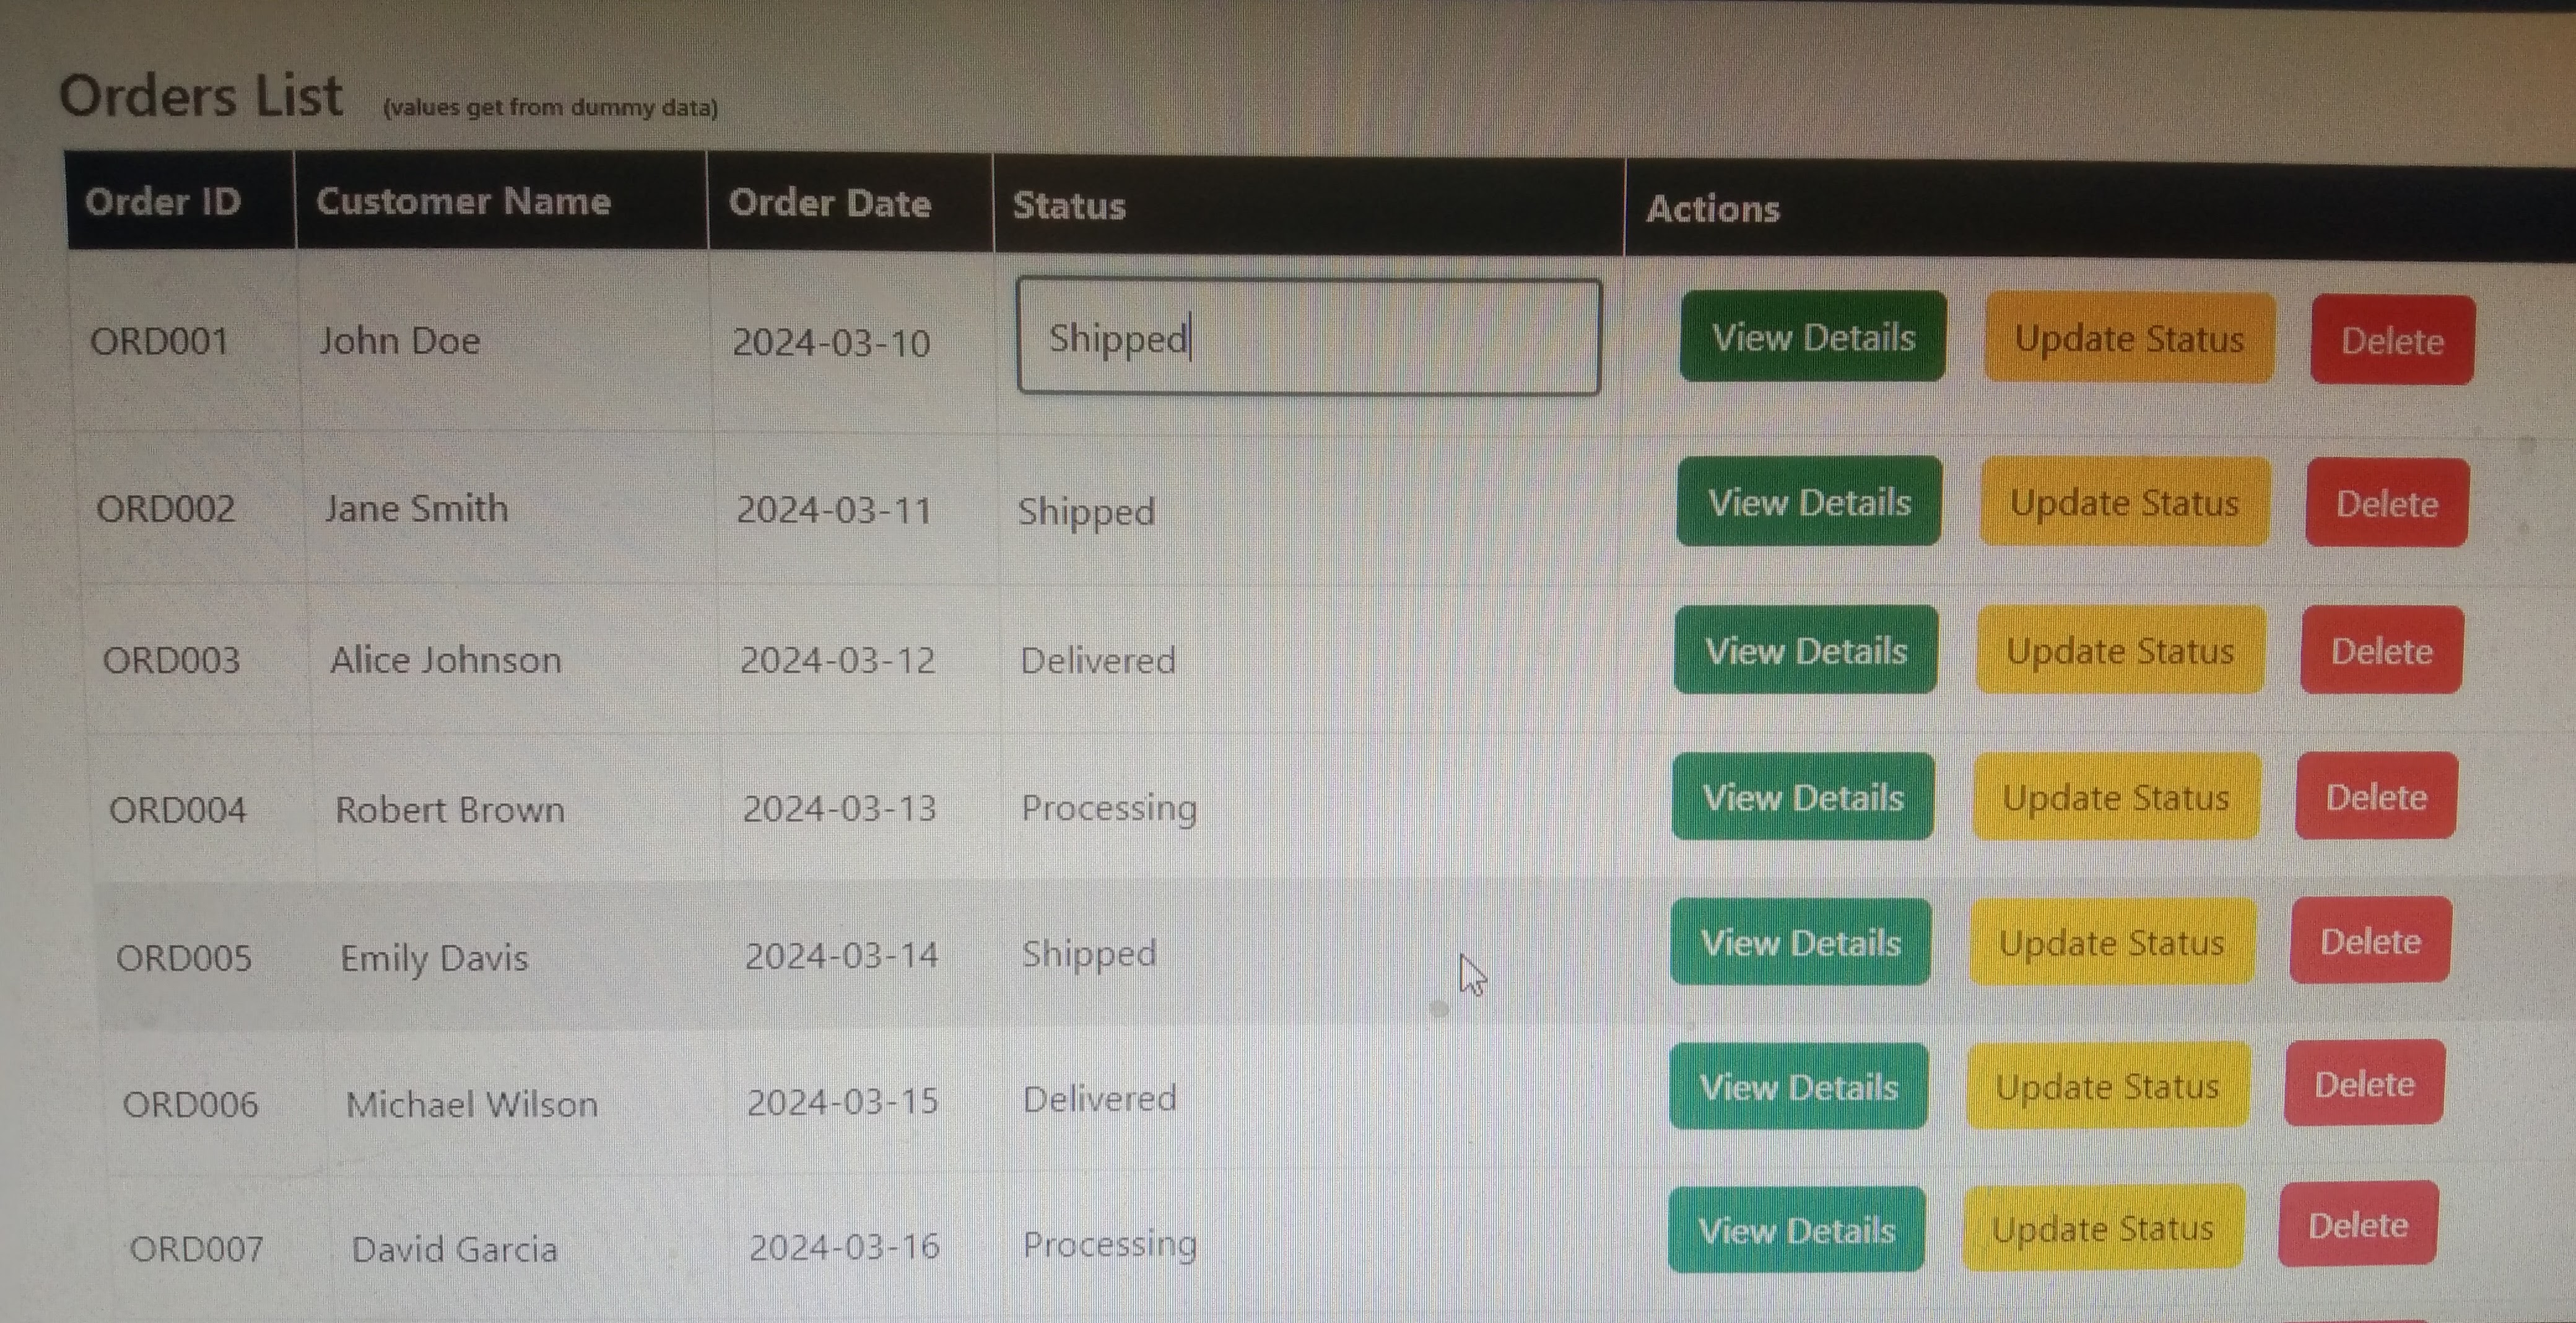 Orders List (values get from dummy data)
Order ID Customer Name Order Date Status Actions
ORD001 John Doe 2024-03-10 Shipped View Details Update Status Delete
ORD002 Jane Smith 2024-03-11 Shipped View Details Update Status Delete
ORD003 Alice Johnson 2024-03-12 Delivered View Details Update Status Delete
ORD004 Robert Brown 2024-03-13 Processing View Details Update Status Delete
ORD005 Emily Davis 2024-03-14 Shipped View Details Update Status Delete
ORD006 Michael Wilson 2024-03-15 Delivered View Details Update Status Delete
ORD007 David Garcia 2024-03-16 Processing View Details Update Status Delete